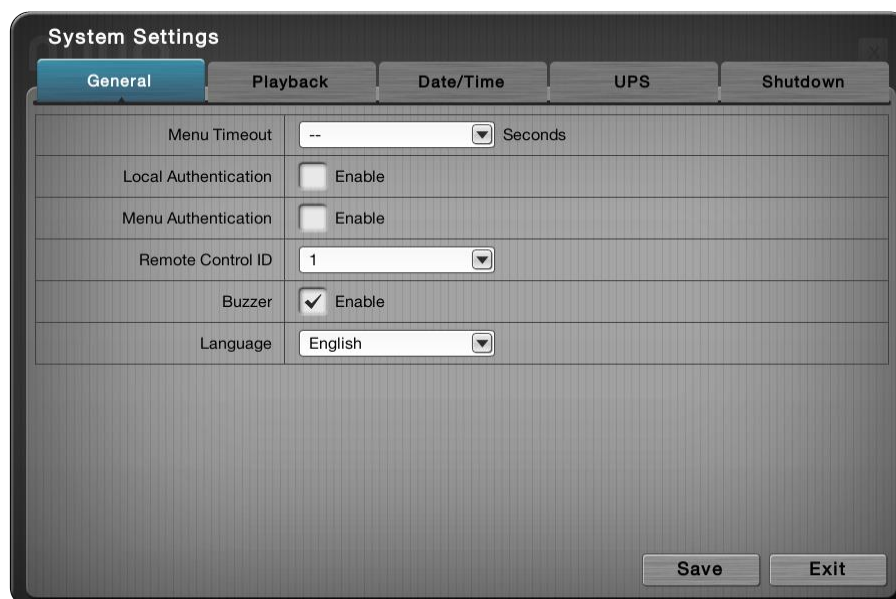 System Settings
General Playback Date/Time UPS Shutdown
Menu Timeout -- Seconds
Local Authentication Enable
Menu Authentication Enable
Remote Control ID 1
Buzzer Enable
Language English
Save Exit